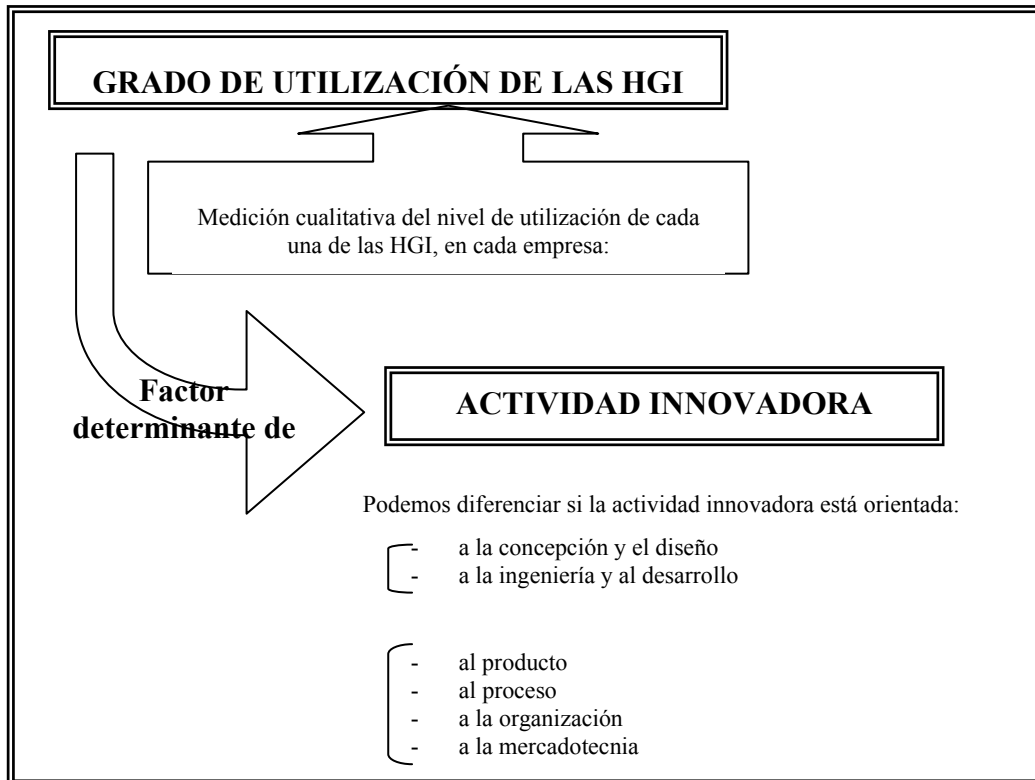 GRADO DE UTILIZACIÓN DE LAS HGI
Medición cualitativa del nivel de utilización de cada
una de las HGI, en cada empresa:
Factor
determinante de
ACTIVIDAD INNOVADORA
Podemos diferenciar si la actividad innovadora está orientada:
- a la concepción y el diseño
- a la ingeniería y al desarrollo
- al producto
- al proceso
- a la organización
- a la mercadotecnia